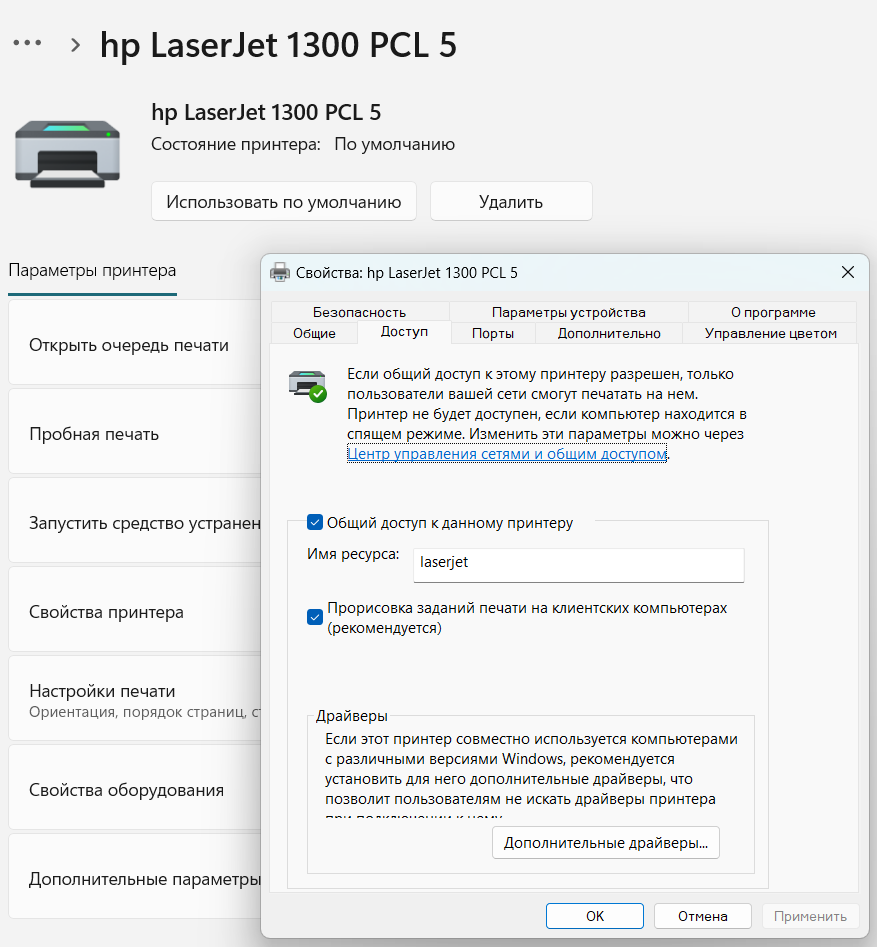 ... > hp LaserJet 1300 PCL 5
hp LaserJet 1300 PCL 5
Состояние принтера: По умолчанию
Использовать по умолчанию
Удалить
Параметры принтера
Открыть очередь печати
Пробная печать
Запустить средство устранен
Свойства принтера
Настройки печати
Ориентация, порядок страниц,
Свойства оборудования
Дополнительные параметры
Свойства: hp LaserJet 1300 PCL 5
Безопасность
Параметры устройства
О программе
Общие
Доступ
Порты
Дополнительно
Управление цветом
Если общий доступ к этому принтеру разрешен, только
пользователи вашей сети смогут печатать на нем.
Принтер не будет доступен, если компьютер находится в
спящем режиме. Изменить эти параметры можно через
Центр управления сетями и общим доступом.
Общий доступ к данному принтеру
Имя ресурса:
laserjet
Прорисовка заданий печати на клиентских компьютерах
(рекомендуется)
Драйверы
Если этот принтер совместно используется компьютерами
с различными версиями Windows, рекомендуется
установить для него дополнительные драйверы, что
позволит пользователям не искать драйверы принтера
при подключении к нему.
Дополнительные драйверы...
OK
Отмена
Применить